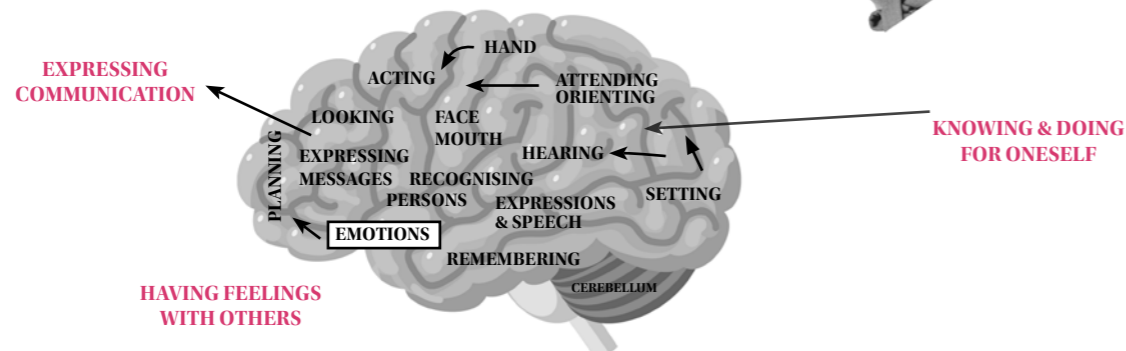 HAND
EXPRESSING
COMMUNICATION
ACTING
ATTENDING
ORIENTING
LOOKING
FACE
MOUTH
KNOWING & DOING
FOR ONESELF
PLANNING
EXPRESSING
MESSAGES
HEARING
RECOGNISING
PERSONS
SETTING
EXPRESSIONS
& SPEECH
EMOTIONS
REMEMBERING
CEREBELLUM
HAVING FEELINGS
WITH OTHERS